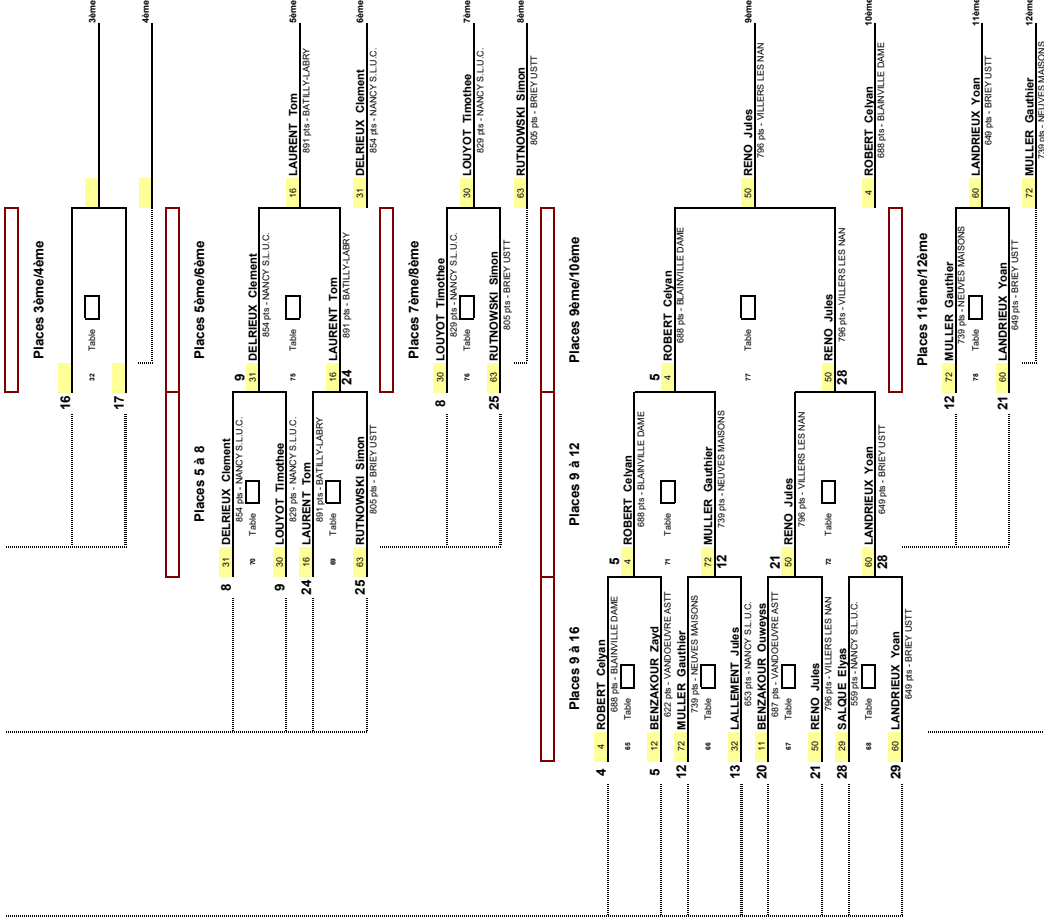 3ème
4ème
Places 3ème/4ème
16
32
Table
17
5ème
6ème
Places 5 à 8
Places 5ème/6ème
8
31
DELRIEUX Clement
854 pts - NANCY S.L.U.C.
70
Table
9
30
LOUYOT Timothee
829 pts - NANCY S.L.U.C.
24
16
LAURENT Tom
891 pts - BATILLY-LABRY
69
Table
25
63
RUTNOWSKI Simon
805 pts - BRIEY USTT
9
31
DELRIEUX Clement
854 pts - NANCY S.L.U.C.
75
Table
16
LAURENT Tom
24
891 pts - BATILLY-LABRY
16
LAURENT Tom
891 pts - BATILLY-LABRY
31
DELRIEUX Clement
854 pts - NANCY S.L.U.C.
7ème
8ème
Places 7ème/8ème
8
30
LOUYOT Timothee
829 pts - NANCY S.L.U.C.
76
Table
25
63
RUTNOWSKI Simon
805 pts - BRIEY USTT
30
LOUYOT Timothee
829 pts - NANCY S.L.U.C.
63
RUTNOWSKI Simon
805 pts - BRIEY USTT
9ème
10ème
Places 9 à 16
Places 9 à 12
Places 9ème/10ème
4
4
ROBERT Celyan
688 pts - BLAINVILLE DAME
65
Table
5
12
BENZAKOUR Zayd
622 pts - VANDOEUVRE ASTT
12
72
MULLER Gauthier
739 pts - NEUVES MAISONS
66
Table
13
32
LALLEMENT Jules
653 pts - NANCY S.L.U.C.
20
11
BENZAKOUR Ouweyss
687 pts - VANDOEUVRE ASTT
67
Table
21
50
RENO Jules
796 pts - VILLERS LES NAN
28
29
SALQUE Elyas
559 pts - NANCY S.L.U.C.
68
Table
29
60
LANDRIEUX Yoan
649 pts - BRIEY USTT
5
4
ROBERT Celyan
688 pts - BLAINVILLE DAME
71
Table
72
MULLER Gauthier
12
739 pts - NEUVES MAISONS
21
50
RENO Jules
796 pts - VILLERS LES NAN
72
Table
60
LANDRIEUX Yoan
28
649 pts - BRIEY USTT
5
4
ROBERT Celyan
688 pts - BLAINVILLE DAME
77
Table
50
RENO Jules
28
796 pts - VILLERS LES NAN
50
RENO Jules
796 pts - VILLERS LES NAN
4
ROBERT Celyan
688 pts - BLAINVILLE DAME
11ème
12ème
Places 11ème/12ème
12
72
MULLER Gauthier
739 pts - NEUVES MAISONS
78
Table
21
60
LANDRIEUX Yoan
649 pts - BRIEY USTT
60
LANDRIEUX Yoan
649 pts - BRIEY USTT
72
MULLER Gauthier
739 pts - NEUVES MAISONS